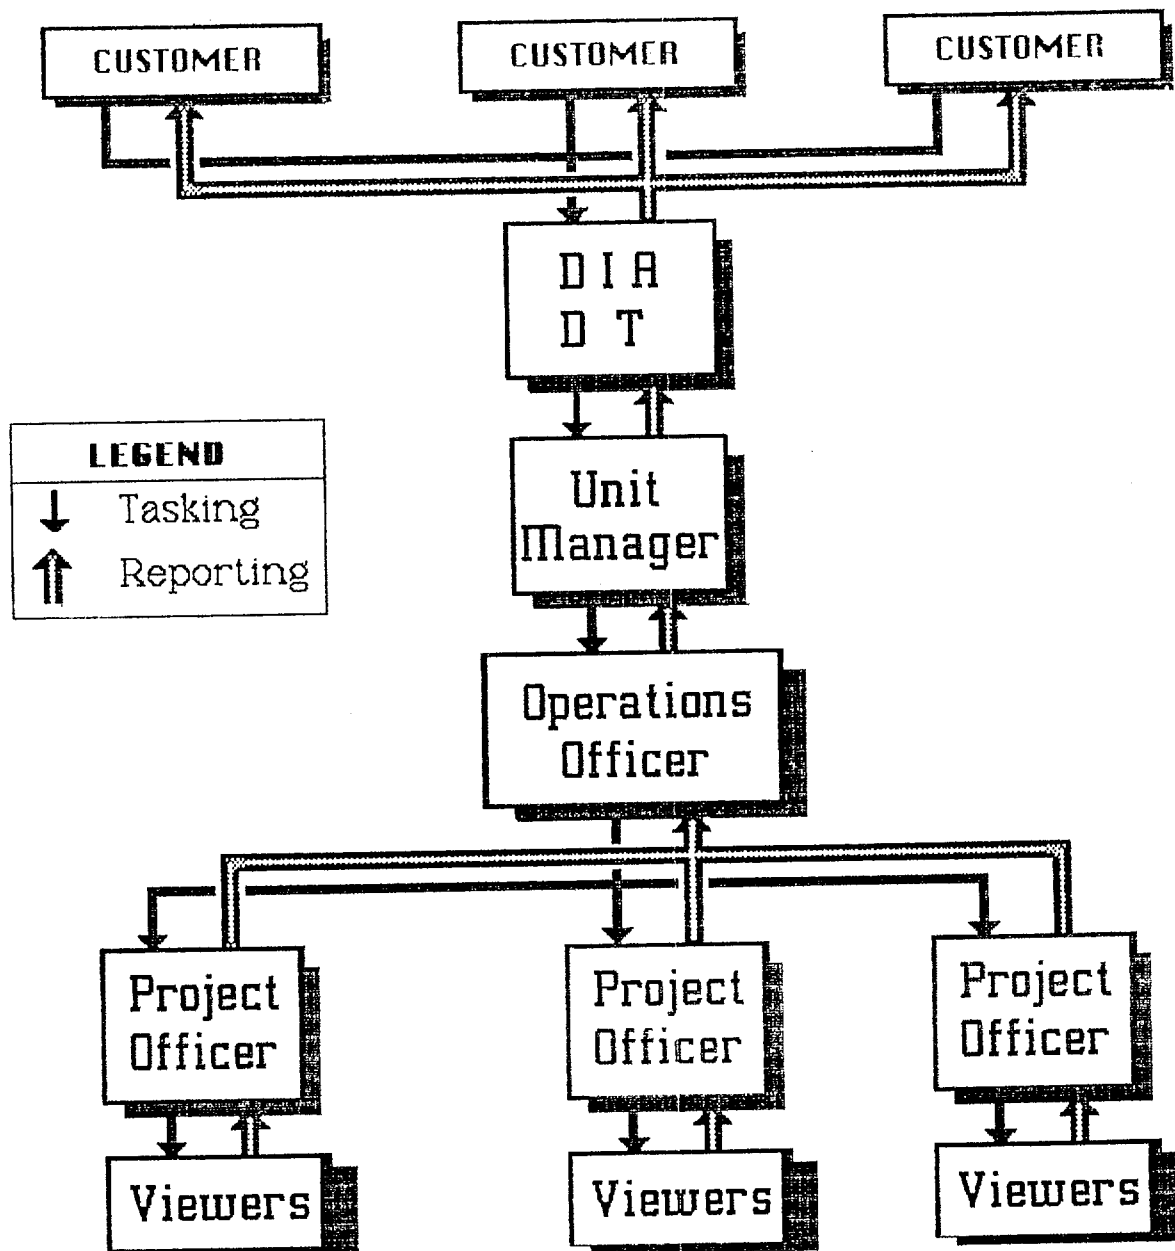 CUSTOMER
CUSTOMER
CUSTOMER
D I A
D T
LEGEND
Tasking
Reporting
Unit
Manager
Operations
Officer
Project
Officer
Project
Officer
Project
Officer
Viewers
Viewers
Viewers